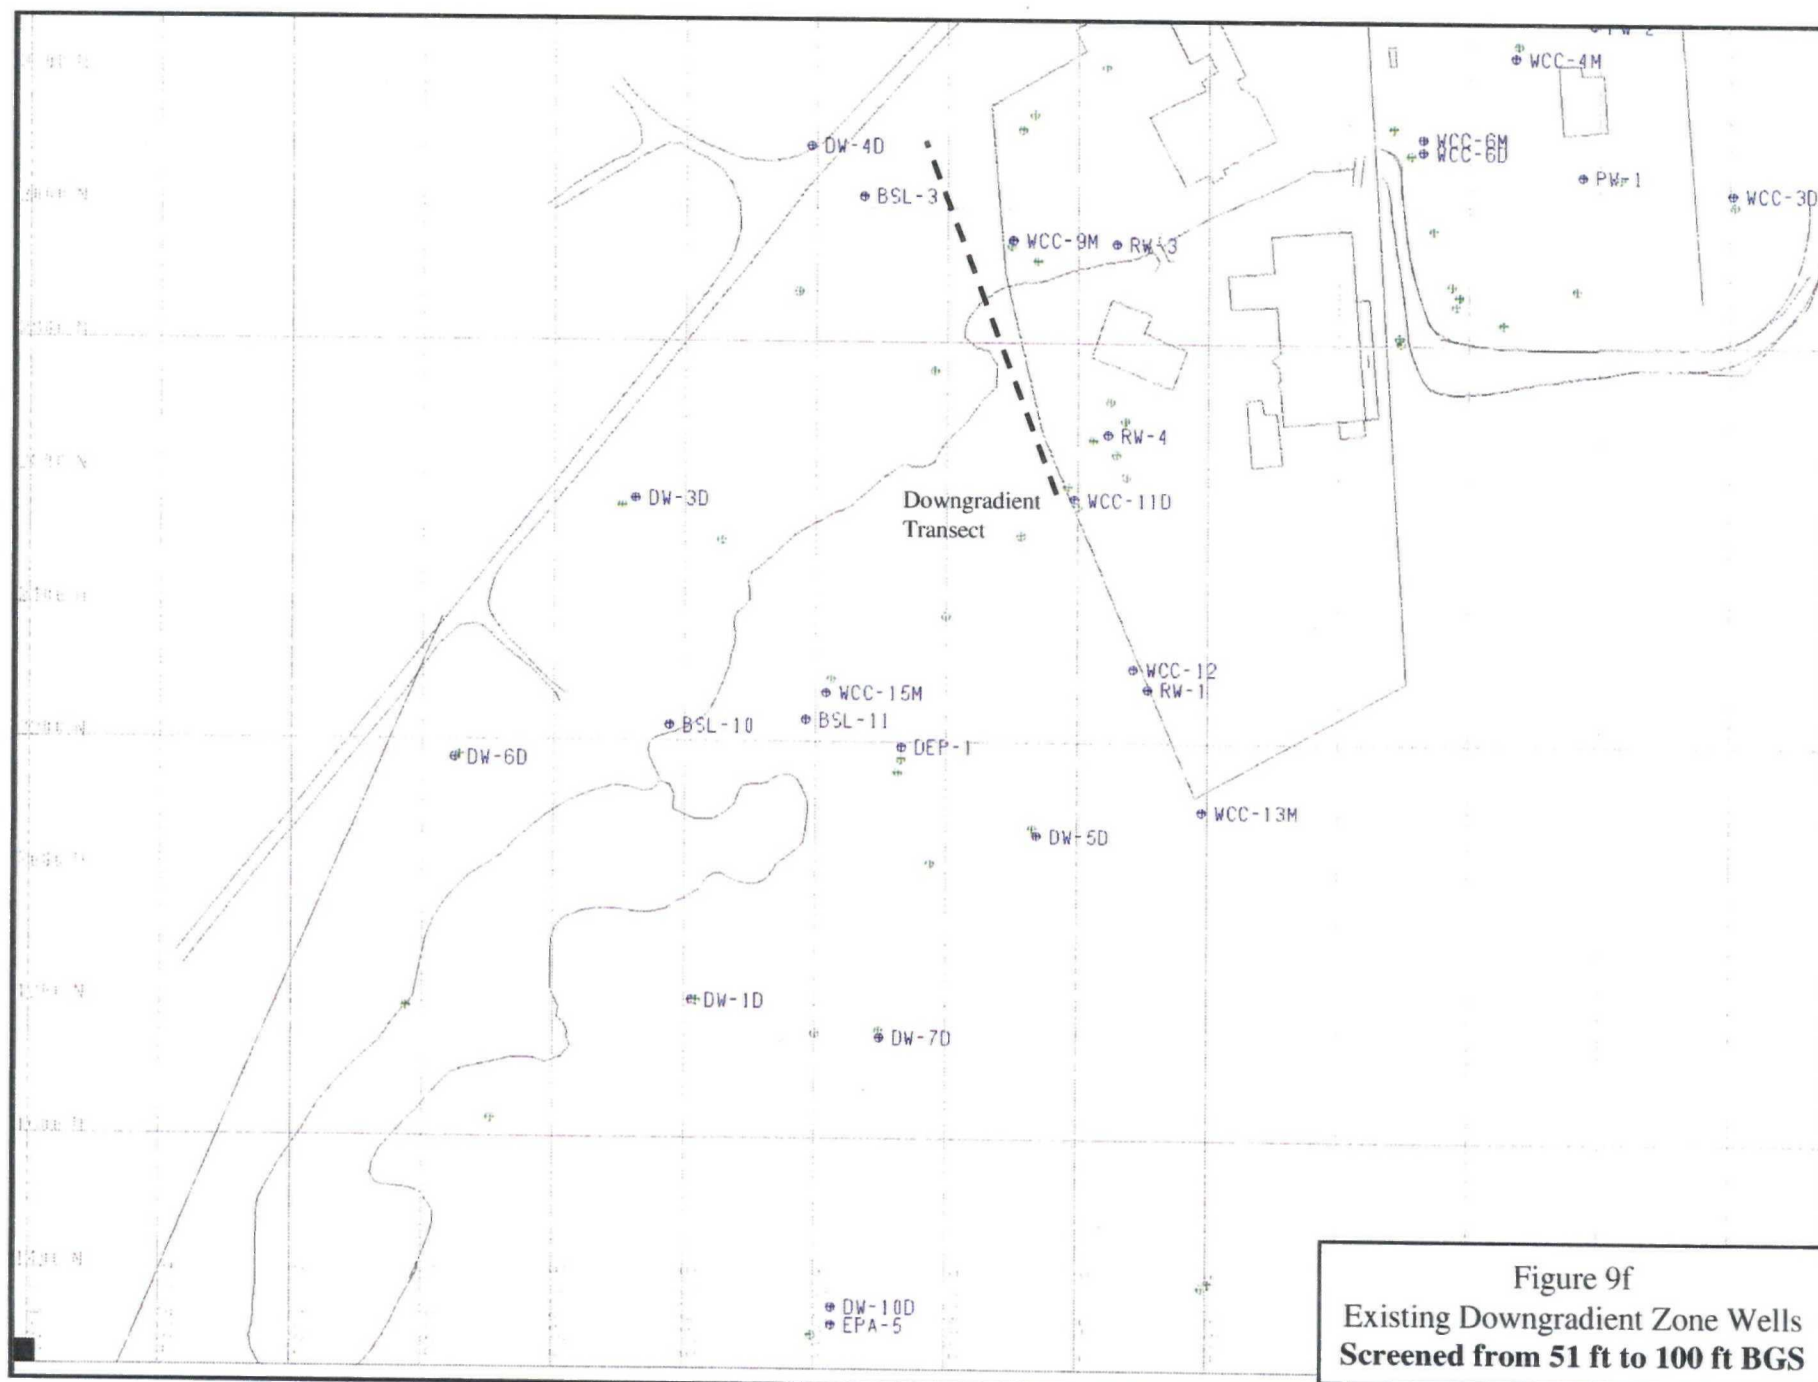 WCC-4M
DW-4D
WCC-6M
WCC-6D
PW-1
BSL-3
WCC-3D
WCC-9M
RW-3
RW-4
DW-3D
Downgradient
Transect
WCC-11D
WCC-12
WCC-15M
RW-1
BSL-10
BSL-11
DEP-1
DW-6D
WCC-13M
DW-5D
DW-1D
DW-7D
DW-10D
EPA-5
Figure 9f
Existing Downgradient Zone Wells
Screened from 51 ft to 100 ft BGS